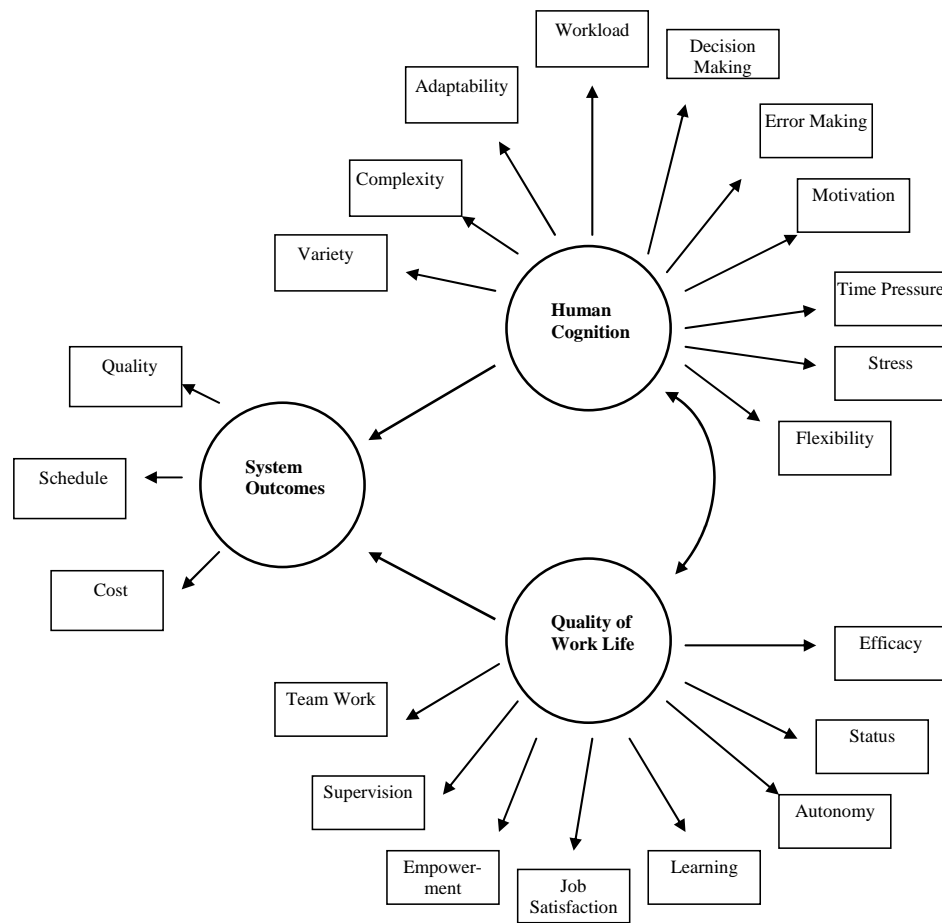 Workload
Decision
Making
Adaptability
Error Making
Complexity
Motivation
Variety
Time Pressure
Human
Cognition
Quality
Stress
Flexibility
System
Outcomes
Schedule
Cost
Quality of
Work Life
Efficacy
Team Work
Status
Supervision
Autonomy
Empower-
ment
Job
Satisfaction
Learning